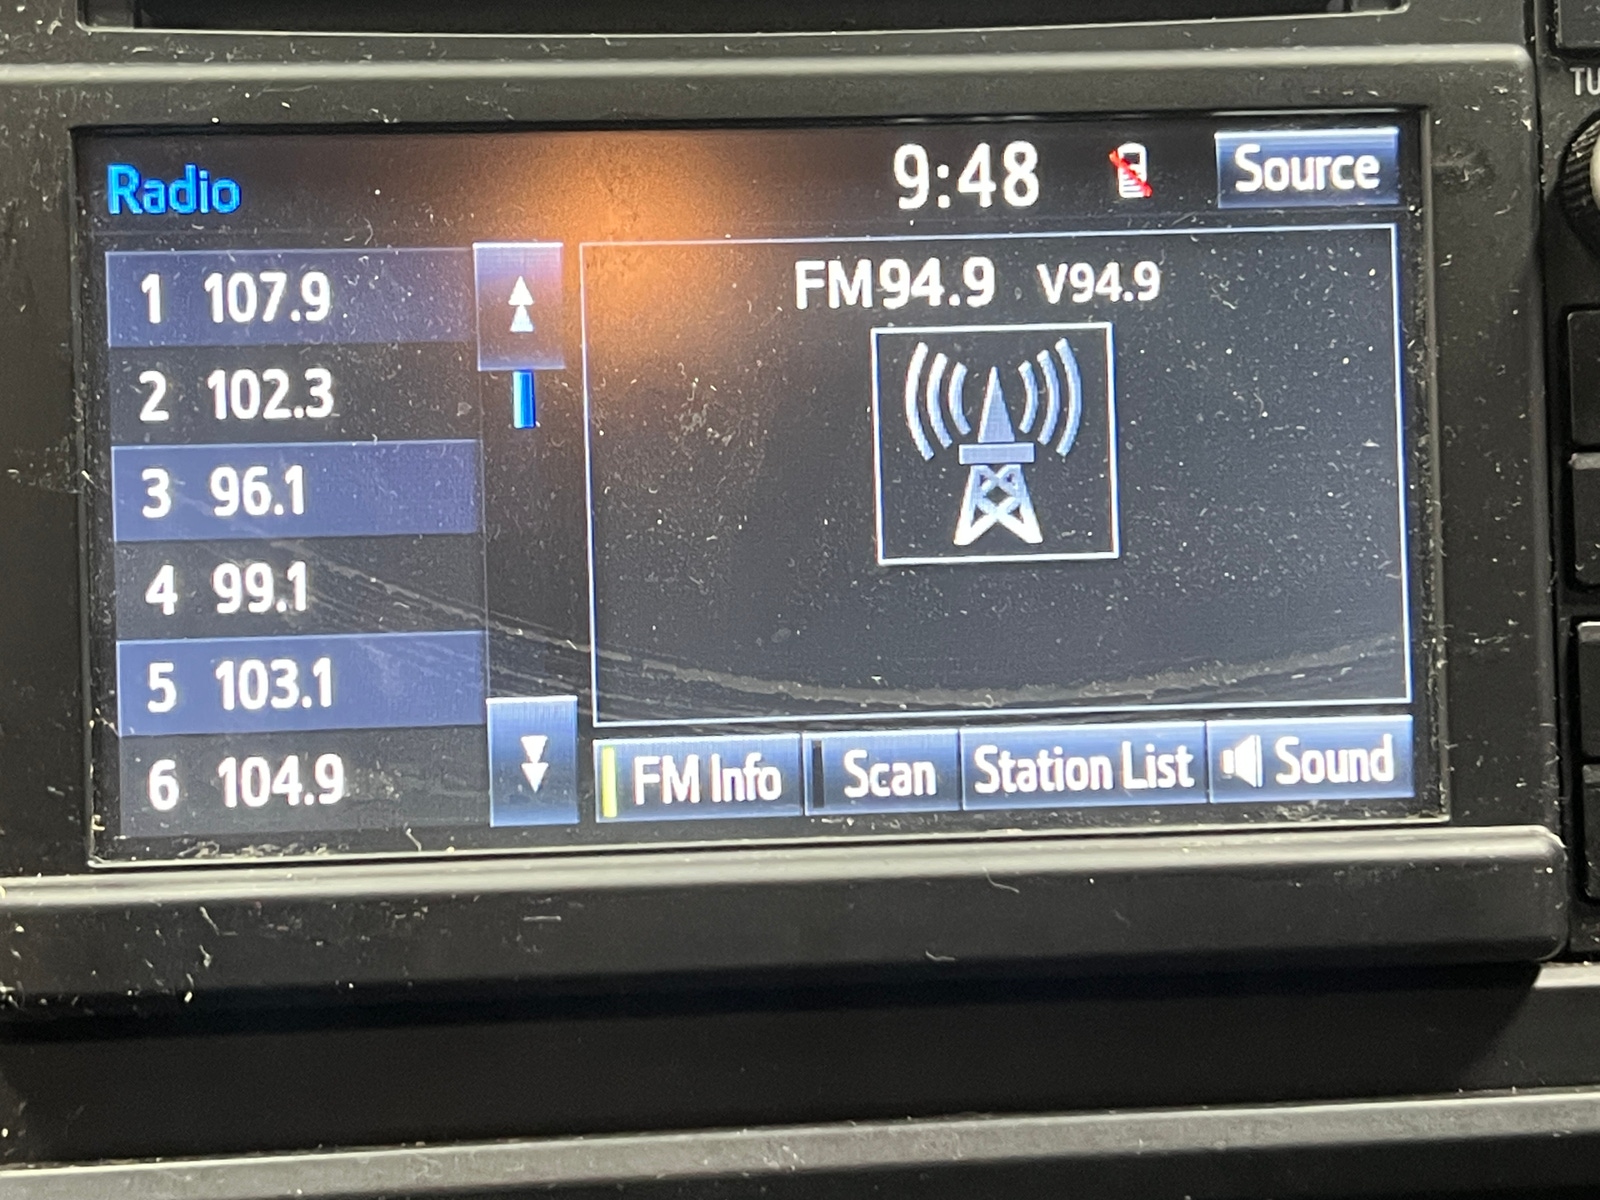 TU
Radio
9:48
Source
1 107.9
2 102.3
3 96.1
4 99.1
5 103.1
6 104.9
FM94.9 V94.9
FM Info
Scan
Station List
Sound